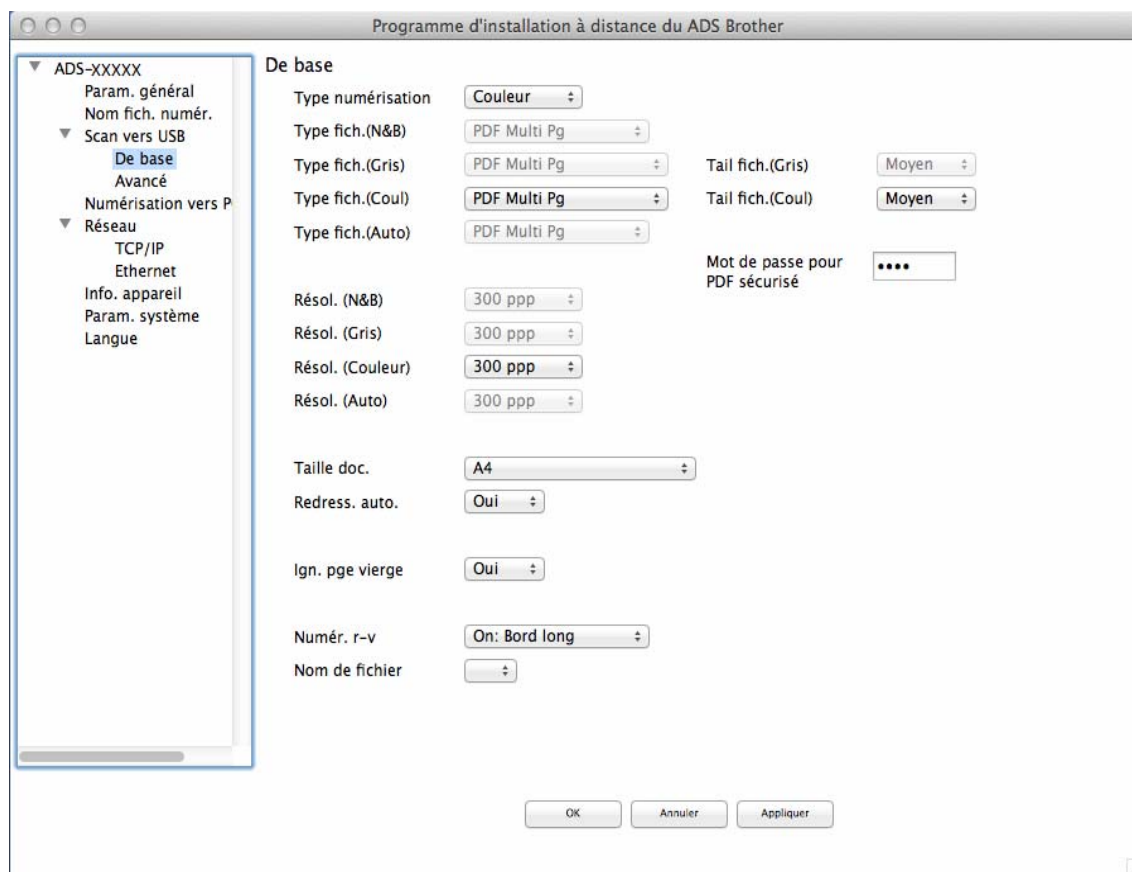 Programme d'installation à distance du ADS Brother
ADS-XXXXX
Param. général
Nom fich. numér.
Scan vers USB
De base
Avancé
Numérisation vers P
Réseau
TCP/IP
Ethernet
Info. appareil
Param. système
Langue
De base
Type numérisation Couleur
Type fich.(N&B) PDF Multi Pg
Type fich.(Gris) PDF Multi Pg Tail fich.(Gris) Moyen
Type fich.(Coul) PDF Multi Pg Tail fich.(Coul) Moyen
Type fich.(Auto) PDF Multi Pg
Mot de passe pour
PDF sécurisé ••••
Résol. (N&B) 300 ppp
Résol. (Gris) 300 ppp
Résol. (Couleur) 300 ppp
Résol. (Auto) 300 ppp
Taille doc. A4
Redress. auto. Oui
Ign. pge vierge Oui
Numér. r-v On: Bord long
Nom de fichier
OK Annuler Appliquer